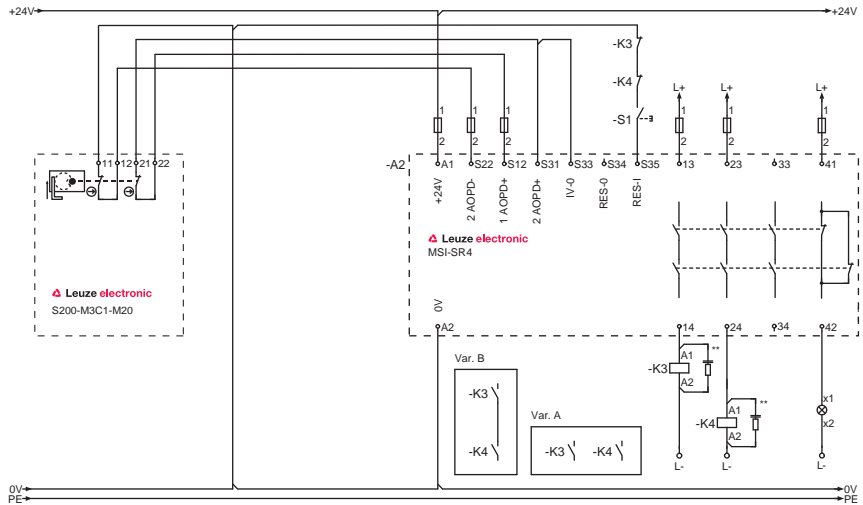 +24V +24V
-K3
-K4
-S1
L+ L+ L+
1 1 1 1 1 1
2 2 2 2 2 2
11 12 21 22
-A2 A1 S22 S12 S31 S33 S34 S35 13 23 33 41
+24V
2 AOPD-
1 AOPD+
2 AOPD+
IV-0
RES-0
RES-I
Leuze electronic
MSI-SR4
Leuze electronic
S200-M3C1-M20
0V
A2 14 24 34 42
Var. B
-K3
-K4
Var. A
-K3 -K4
-K3 A1 **
A2
-K4 A1 **
A2
x1
x2
L- L- L-
0V 0V
PE PE